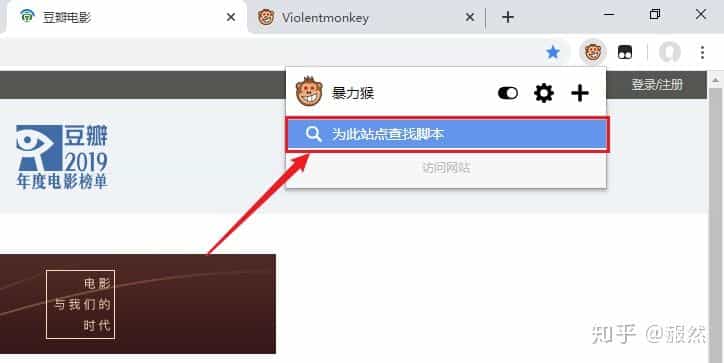 豆瓣电影
Violentmonkey
暴力猴
登录/注册
为此站点查找脚本
访问网站
豆瓣
2019
年度电影榜单
电影
与我们的
时代
知乎 @赧然